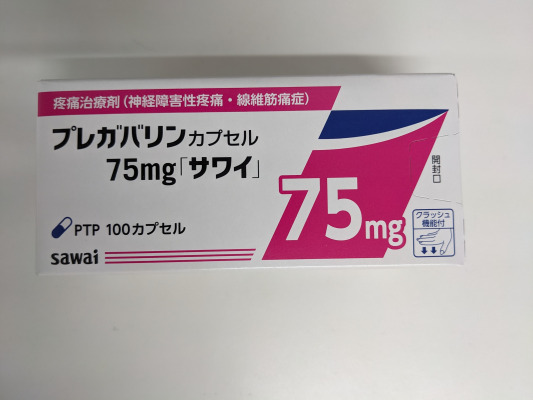 疼痛治療剤(神経障害性疼痛・線維筋痛症)
プレガバリンカプセル
75mg「サワイ」
75mg
開封口
PTP 100カプセル
クラッシュ
機能付
sawai